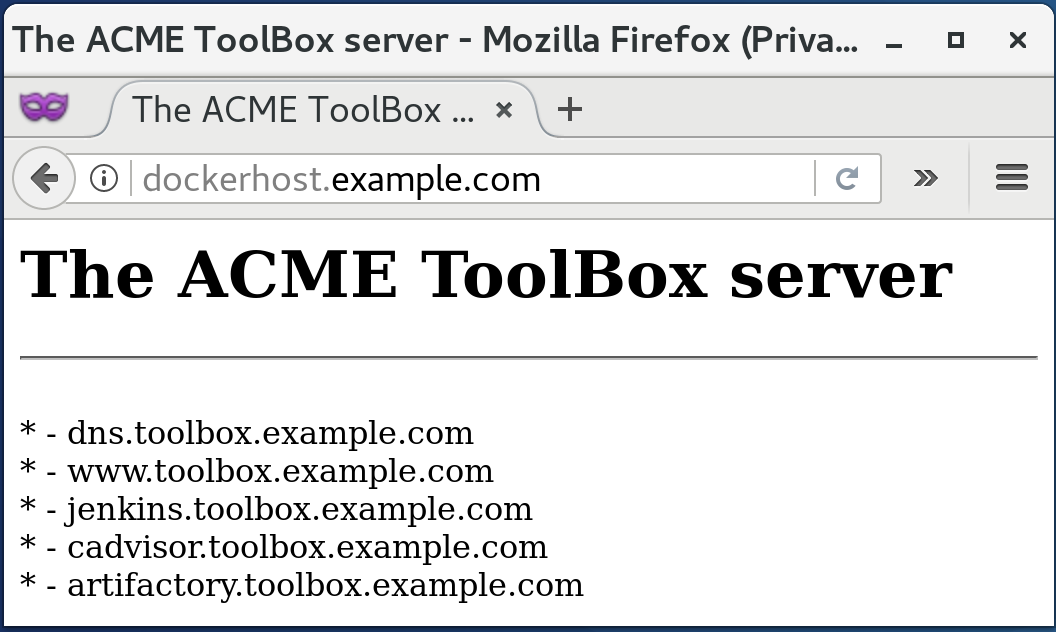 The ACME ToolBox server - Mozilla Firefox (Priva...
The ACME ToolBox ...
dockerhost.example.com
The ACME ToolBox server
* - dns.toolbox.example.com
* - www.toolbox.example.com
* - jenkins.toolbox.example.com
* - cadvisor.toolbox.example.com
* - artifactory.toolbox.example.com